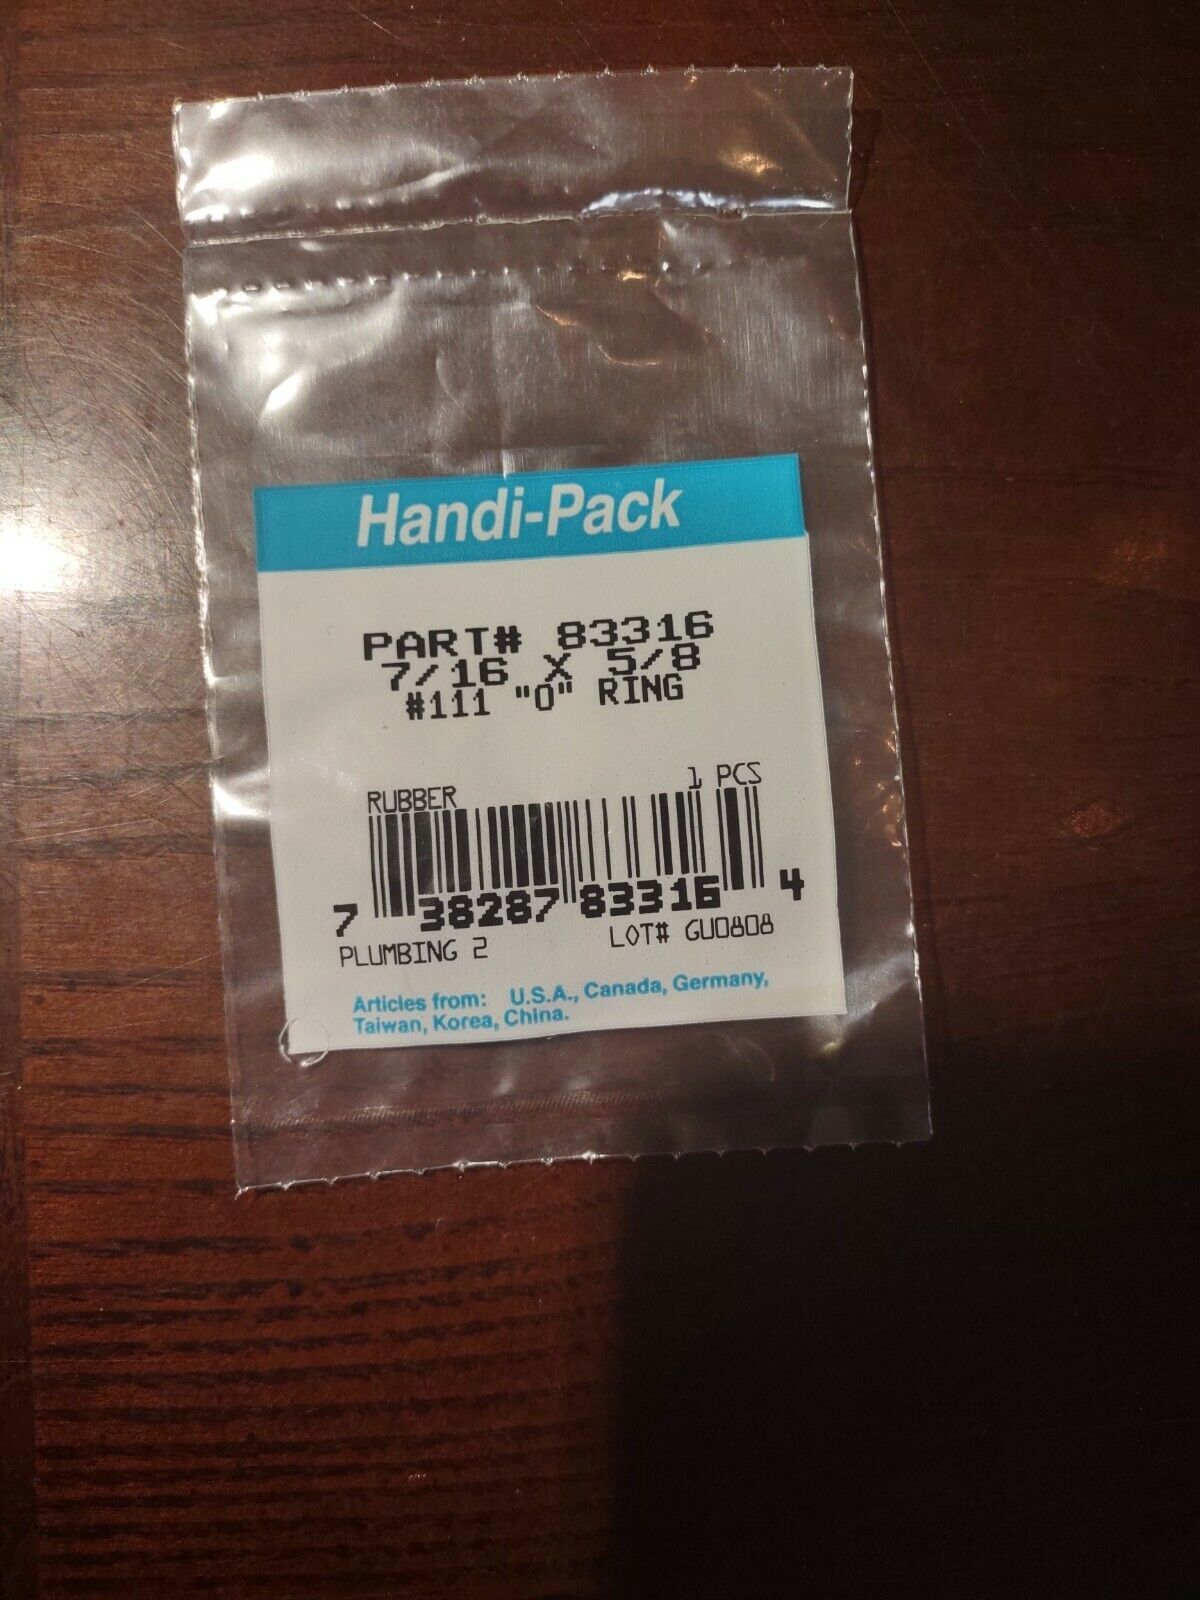 Handi-Pack
PART# 83316
7/16 X 5/8
#111 "O" RING
RUBBER 1 PCS
7 38287 83316 4
PLUMBING 2 LOT# GU0808
Articles from: U.S.A., Canada, Germany,
Taiwan, Korea, China.